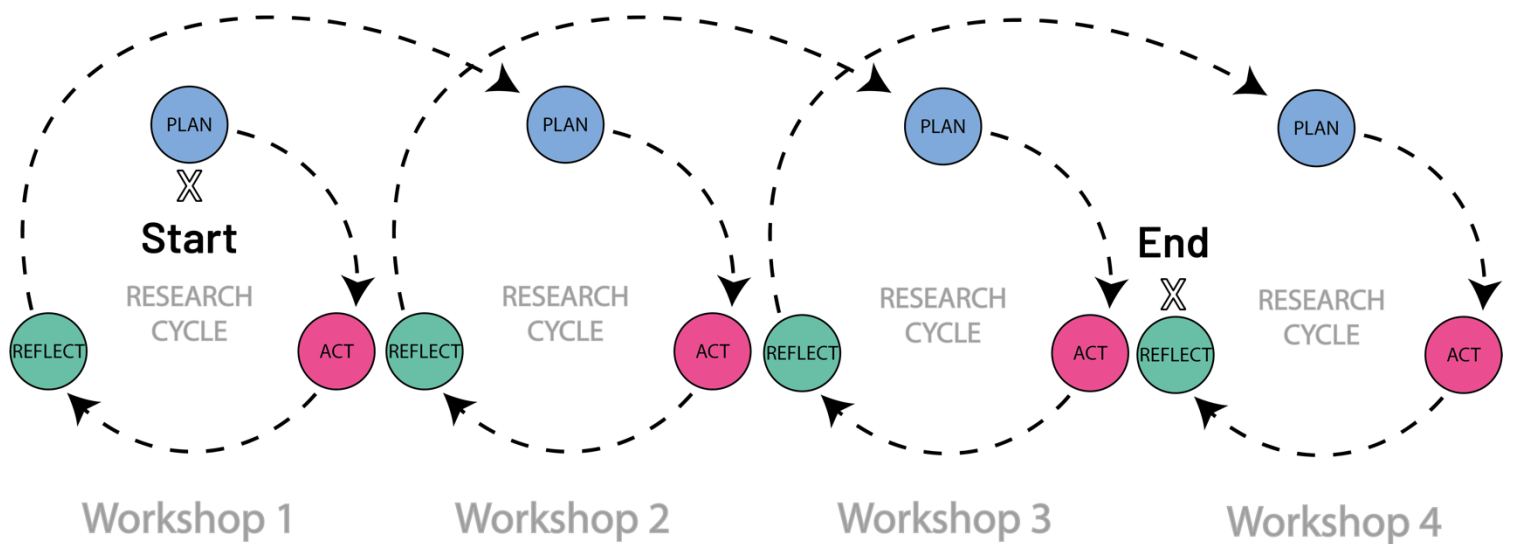 PLAN
PLAN
PLAN
PLAN
X
Start
End
X
RESEARCH
CYCLE
RESEARCH
CYCLE
RESEARCH
CYCLE
RESEARCH
CYCLE
REFLECT
ACT
REFLECT
ACT
REFLECT
ACT
REFLECT
ACT
Workshop 1
Workshop 2
Workshop 3
Workshop 4